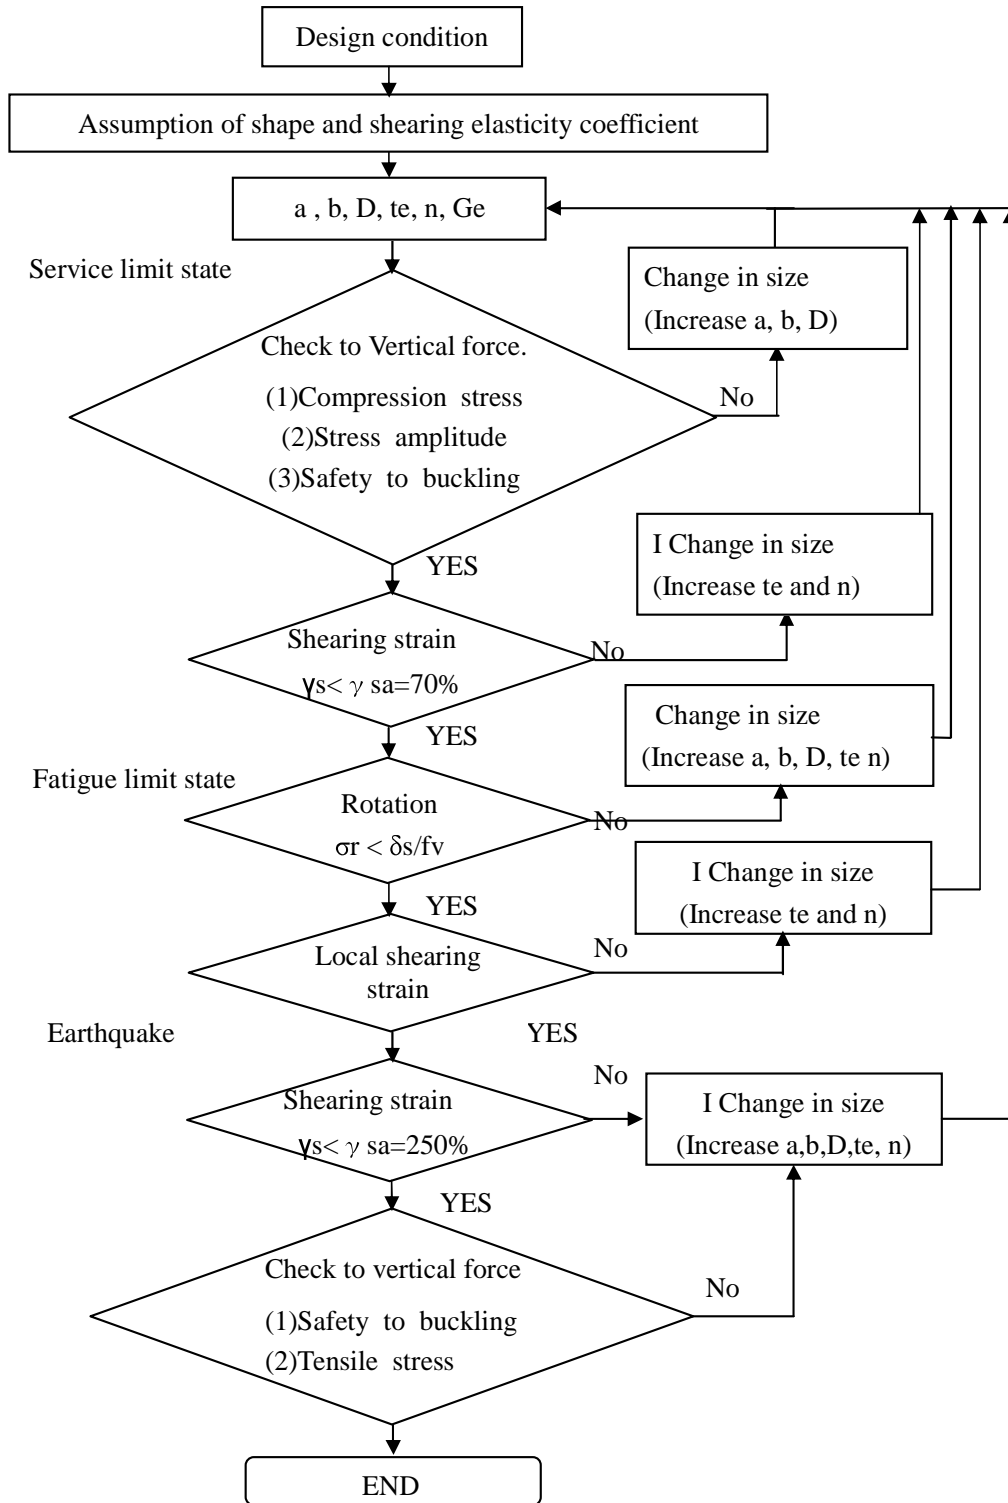 Design condition
Assumption of shape and shearing elasticity coefficient
a , b, D, te, n, Ge
Service limit state
Change in size
(Increase a, b, D)
Check to Vertical force.
(1)Compression stress
(2)Stress amplitude
(3)Safety to buckling
No
YES
I Change in size
(Increase te and n)
Shearing strain
γs< γ sa=70%
No
YES
Change in size
(Increase a, b, D, te n)
Fatigue limit state
Rotation
σr < δs/fv
No
YES
I Change in size
(Increase te and n)
Local shearing
strain
No
Earthquake
YES
Shearing strain
γs< γ sa=250%
No
I Change in size
(Increase a,b,D,te, n)
YES
Check to vertical force
(1)Safety to buckling
(2)Tensile stress
No
END